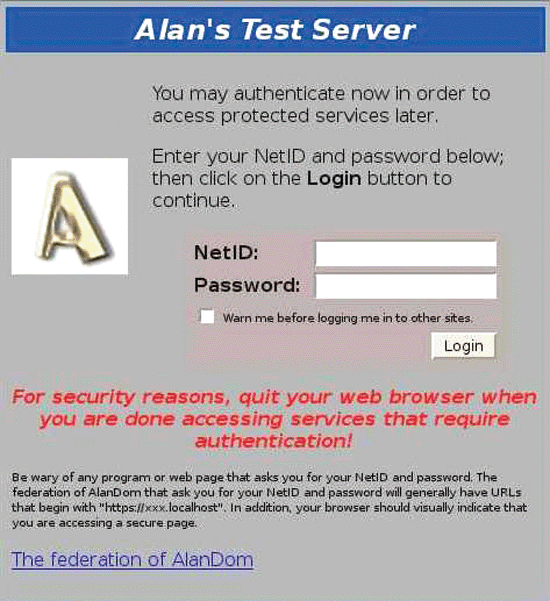 Alan's Test Server
You may authenticate now in order to
access protected services later.
Enter your NetID and password below;
then click on the Login button to
continue.
A
NetID:
Password:
Warn me before logging me in to other sites.
Login
For security reasons, quit your web browser when
you are done accessing services that require
authentication!
Be wary of any program or web page that asks you for your NetID and password. The
federation of AlanDom that ask you for your NetID and password will generally have URLs
that begin with "https://xxx.localhost". In addition, your browser should visually indicate that
you are accessing a secure page.
The federation of AlanDom